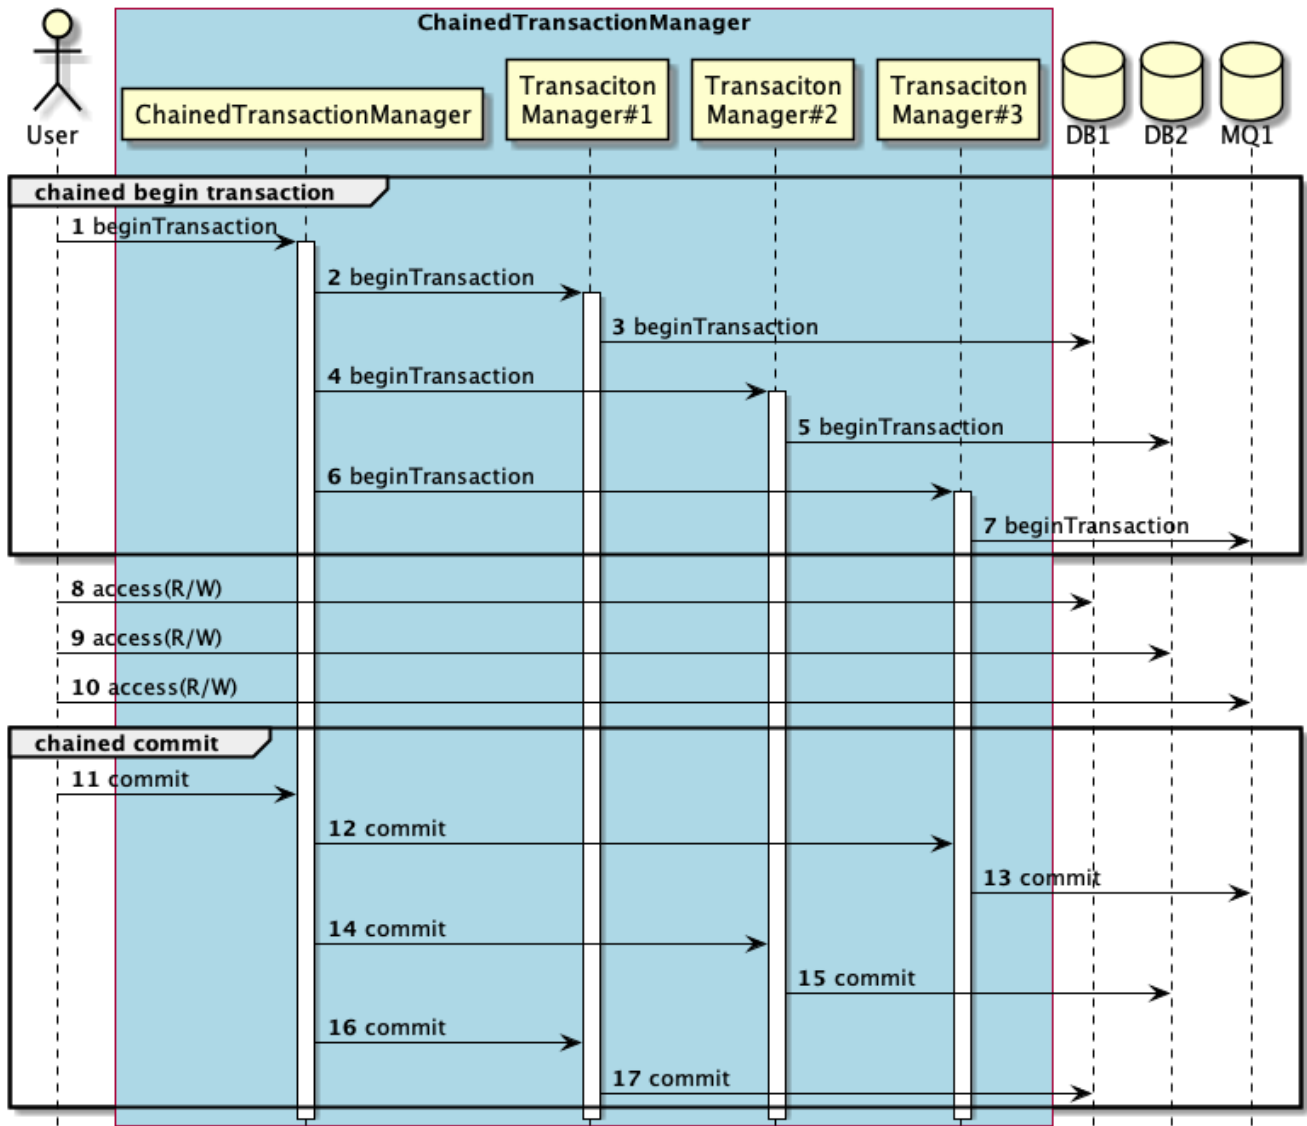 ChainedTransactionManager
User
ChainedTransactionManager
Transaciton
Manager#1
Transaciton
Manager#2
Transaciton
Manager#3
DB1
DB2
MQ1
chained begin transaction
1 beginTransaction
2 beginTransaction
3 beginTransaction
4 beginTransaction
5 beginTransaction
6 beginTransaction
7 beginTransaction
8 access(R/W)
9 access(R/W)
10 access(R/W)
chained commit
11 commit
12 commit
13 commit
14 commit
15 commit
16 commit
17 commit